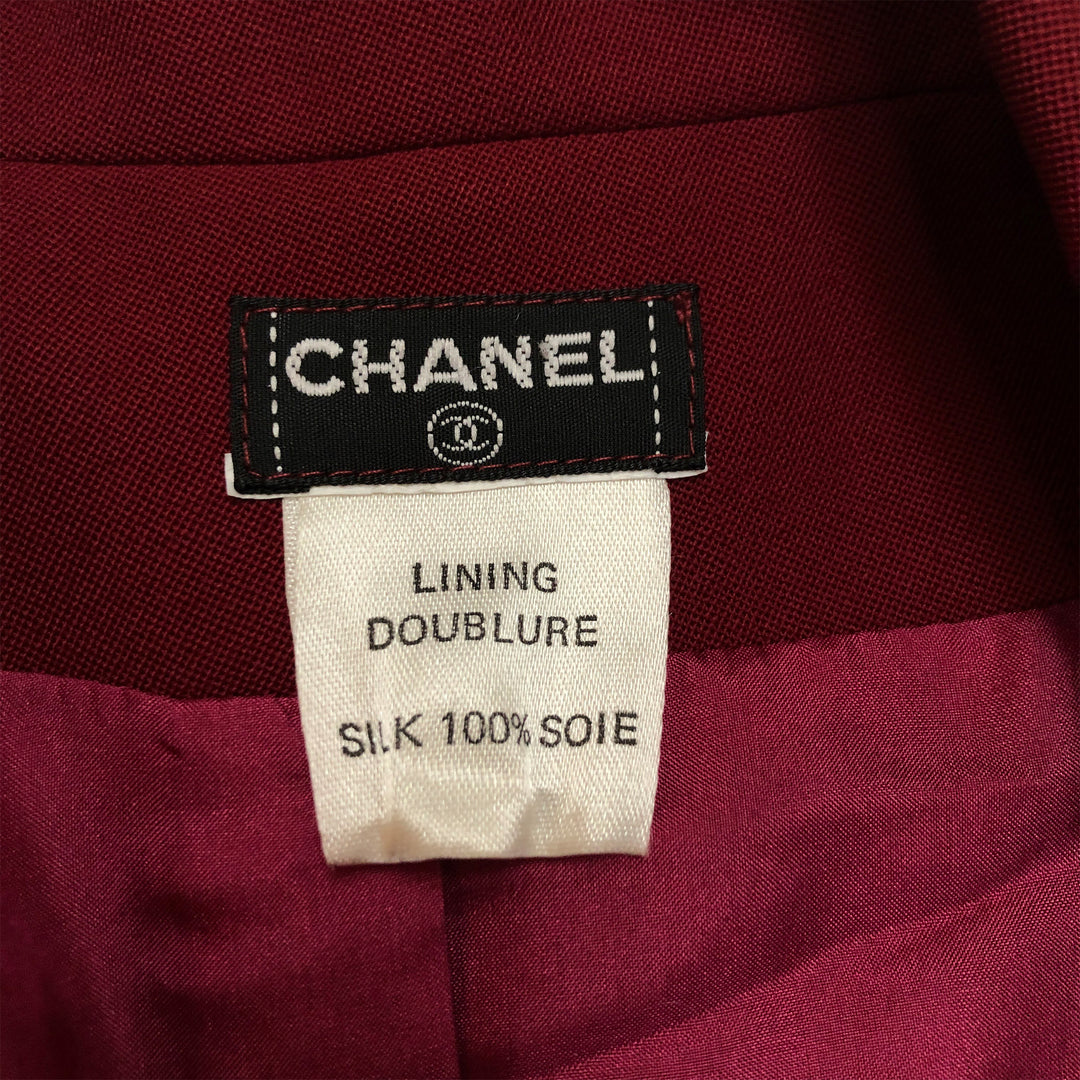 CHANEL
LINING
DOUBLURE
SILK 100% SOIE